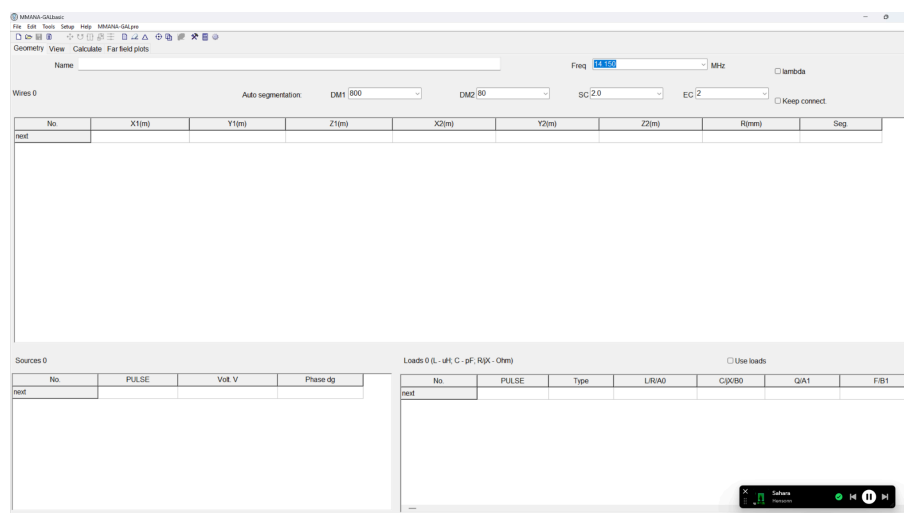 MMANA-GALbasic
File Edit Tools Setup Help MMANA-GALpro
Geometry View Calculate Far field plots
Name Freq 14.150 MHz
lambda
Wires 0 Auto segmentation: DM1 800 DM2 80 SC 2.0 EC 2
Keep connect.
No. X1(m) Y1(m) Z1(m) X2(m) Y2(m) Z2(m) R(mm) Seg.
next
Sources 0 Loads 0 (L - uH; C - pF; R/jX - Ohm) Use loads
No. PULSE Volt. V Phase dg
next
No. PULSE Type L/R/A0 C/jX/B0 Q/A1 F/B1
next
Sahara